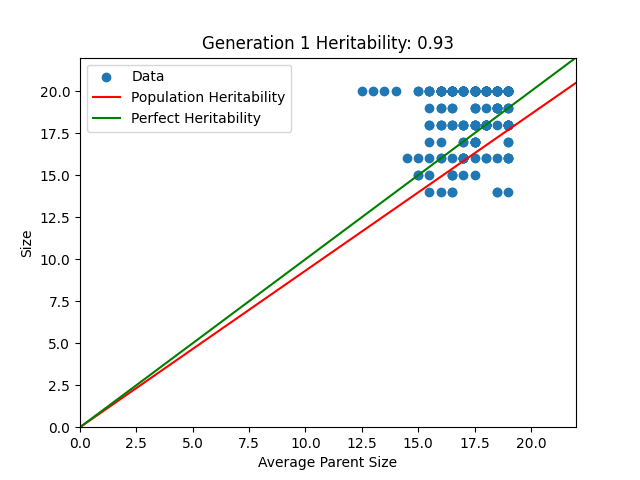 Generation 1 Heritability: 0.93
Data
Population Heritability
Perfect Heritability
Size
20.0
17.5
15.0
12.5
10.0
7.5
5.0
2.5
0.0
0.0 2.5 5.0 7.5 10.0 12.5 15.0 17.5 20.0
Average Parent Size